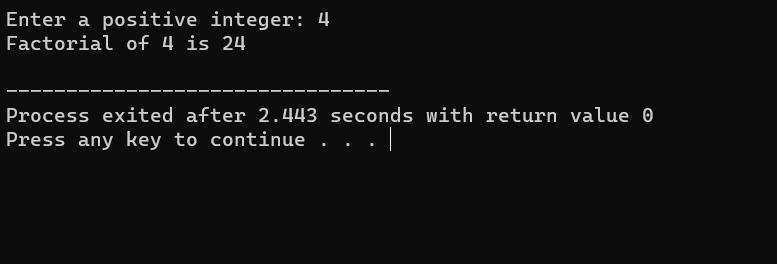 Enter a positive integer: 4
Factorial of 4 is 24
--------------------------------
Process exited after 2.443 seconds with return value 0
Press any key to continue . . .